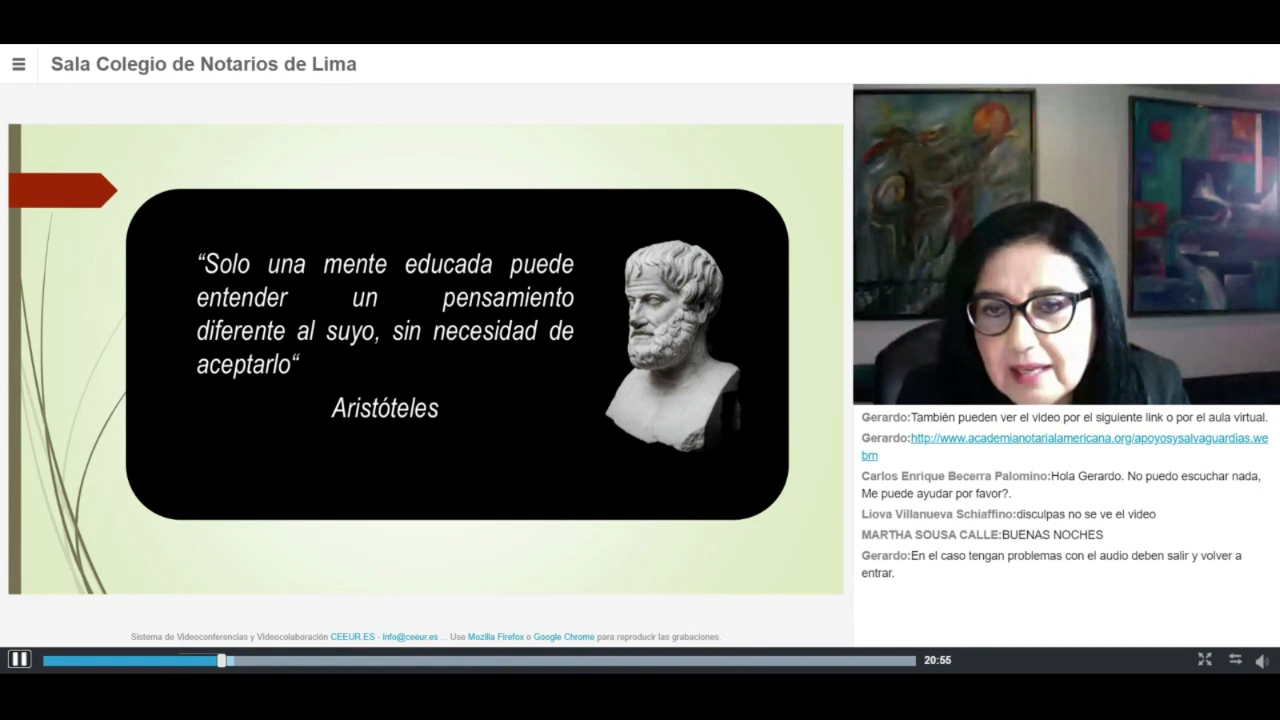 Sala Colegio de Notarios de Lima
“Solo una mente educada puede
entender un pensamiento
diferente al suyo, sin necesidad de
aceptarlo“
Aristóteles
Gerardo:También pueden ver el video por el siguiente link o por el aula virtual.
Gerardo:http://www.academianotarialamericana.org/apoyosysalvaguardias.we
bm
Carlos Enrique Becerra Palomino:Hola Gerardo. No puedo escuchar nada,
Me puede ayudar por favor?.
Liova Villanueva Schiaffino:disculpas no se ve el video
MARTHA SOUSA CALLE:BUENAS NOCHES
Gerardo:En el caso tengan problemas con el audio deben salir y volver a
entrar.
Sistema de Videoconferencias y Videocolaboración CEEUR.ES - info@ceeur.es ... Use Mozilla Firefox o Google Chrome para reproducir las grabaciones.
20:55